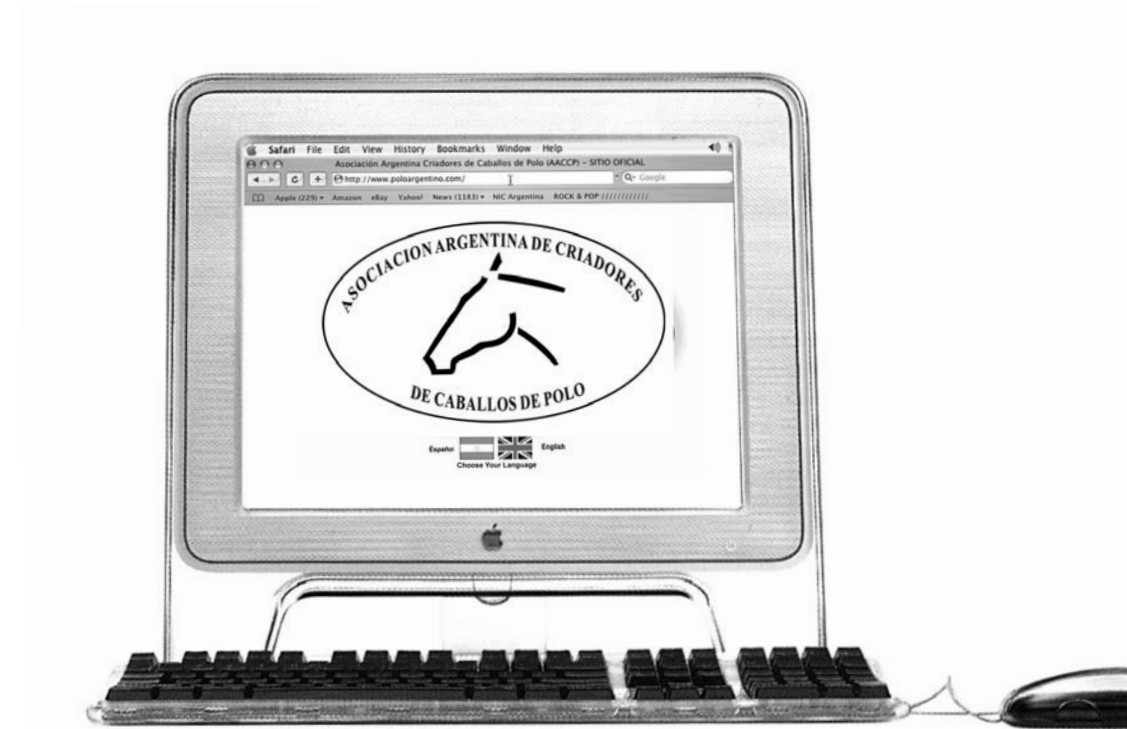 Safari File Edit View History Bookmarks Window Help
Asociación Argentina Criadores de Caballos de Polo (AACCP) – SITIO OFICIAL
http://www.poloargentino.com/ Google
Apple (229) Amazon eBay Yahoo! News (1183) NIC Argentina ROCK & POP ////////////
ASOCIACION ARGENTINA DE CRIADORES
DE CABALLOS DE POLO
Español English
Choose Your Language